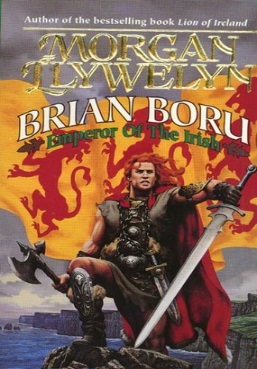 Author of the bestselling book Lion of Ireland
MORGAN
LLYWELYN
BRIAN BORU
Emperor Of The Irish